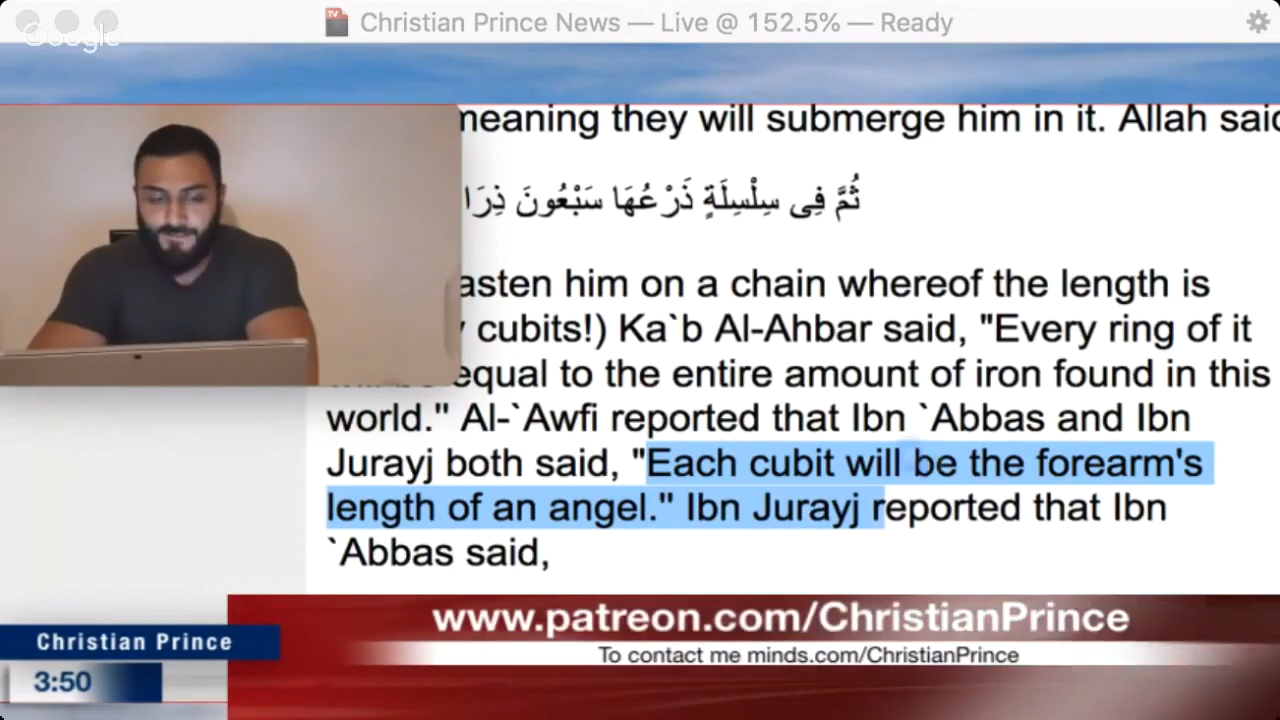 Christian Prince News — Live @ 152.5% — Ready
Google
meaning they will submerge him in it. Allah said
ثُمَّ فِى سِلْسِلَةٍ ذَرْعُهَا سَبْعُونَ ذِرَا
asten him on a chain whereof the length is
cubits!) Ka`b Al-Ahbar said, "Every ring of it
equal to the entire amount of iron found in this
world." Al-`Awfi reported that Ibn `Abbas and Ibn
Jurayj both said, "Each cubit will be the forearm's
length of an angel." Ibn Jurayj reported that Ibn
`Abbas said,
www.patreon.com/ChristianPrince
To contact me minds.com/ChristianPrince
Christian Prince
3:50